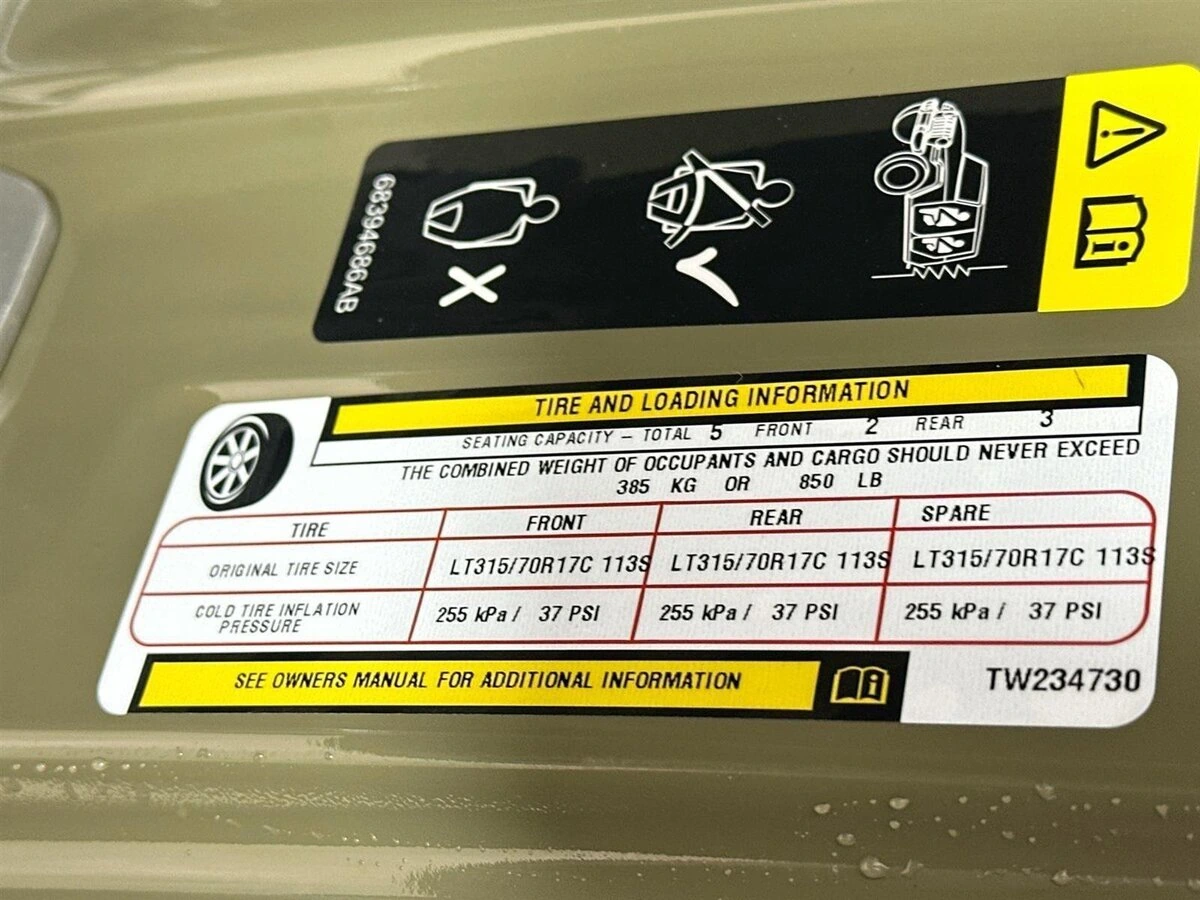 68394686AB
TIRE AND LOADING INFORMATION
SEATING CAPACITY – TOTAL 5 FRONT 2 REAR 3
THE COMBINED WEIGHT OF OCCUPANTS AND CARGO SHOULD NEVER EXCEED
385 KG OR 850 LB
TIRE FRONT REAR SPARE
ORIGINAL TIRE SIZE LT315/70R17C 113S LT315/70R17C 113S LT315/70R17C 113S
COLD TIRE INFLATION
PRESSURE 255 kPa / 37 PSI 255 kPa / 37 PSI 255 kPa / 37 PSI
SEE OWNERS MANUAL FOR ADDITIONAL INFORMATION
TW234730